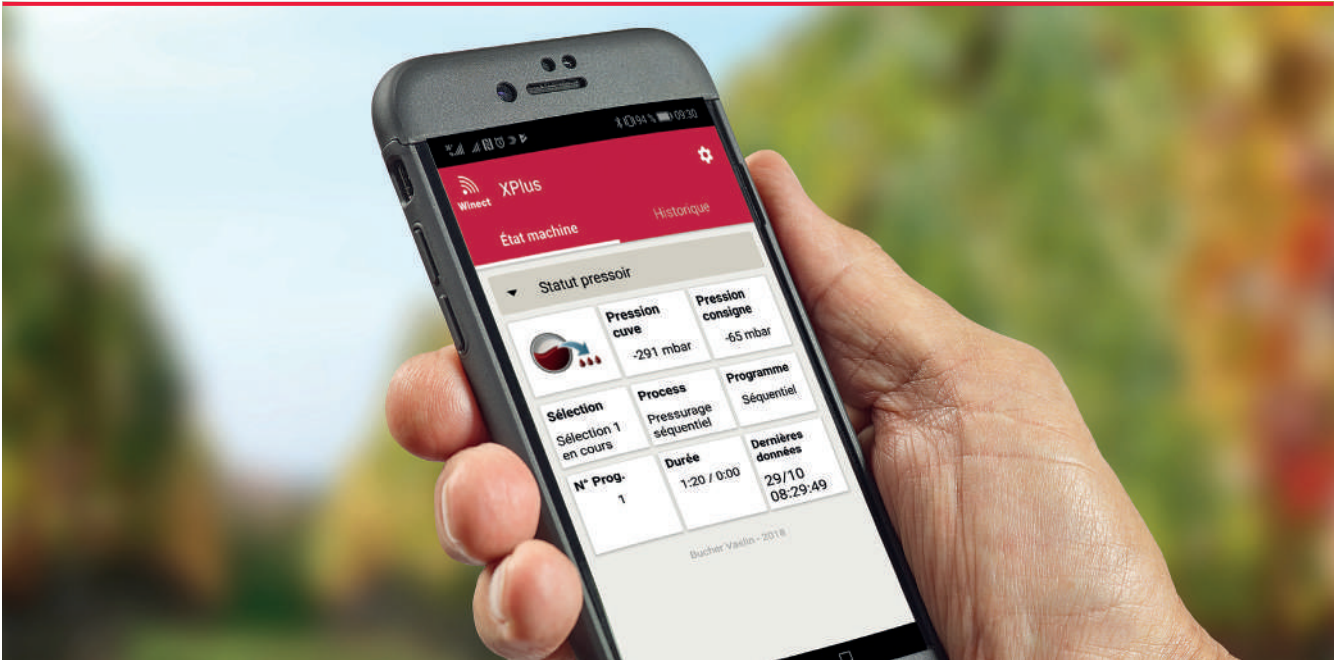 94 % 09:30
XPlus
Winect
État machine
Historique
Statut pressoir
Pression
cuve
-291 mbar
Pression
consigne
-65 mbar
Sélection
Sélection 1
en cours
Process
Pressurage
séquentiel
Programme
Séquentiel
N° Prog.
1
Durée
1:20 / 0:00
Dernières
données
29/10
08:29:49
Bucher Vaslin - 2018